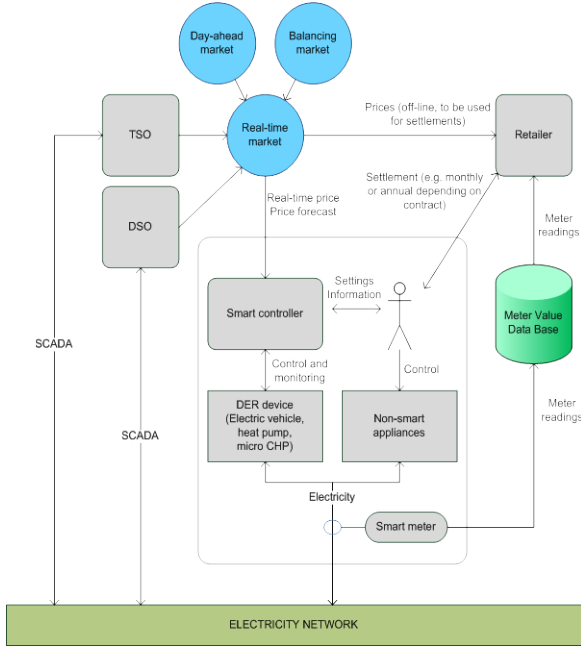 Day-ahead
market
Balancing
market
TSO
Real-time
market
Prices (off-line, to be used
for settlements)
Retailer
DSO
Real-time price
Price forecast
Settlement (e.g. monthly
or annual depending on
contract)
Meter
readings
Smart controller
Settings
Information
Meter Value
Data Base
SCADA
Control and
monitoring
Control
DER device
(Electric vehicle,
heat pump,
micro CHP)
Non-smart
appliances
Meter
readings
SCADA
Electricity
Smart meter
ELECTRICITY NETWORK